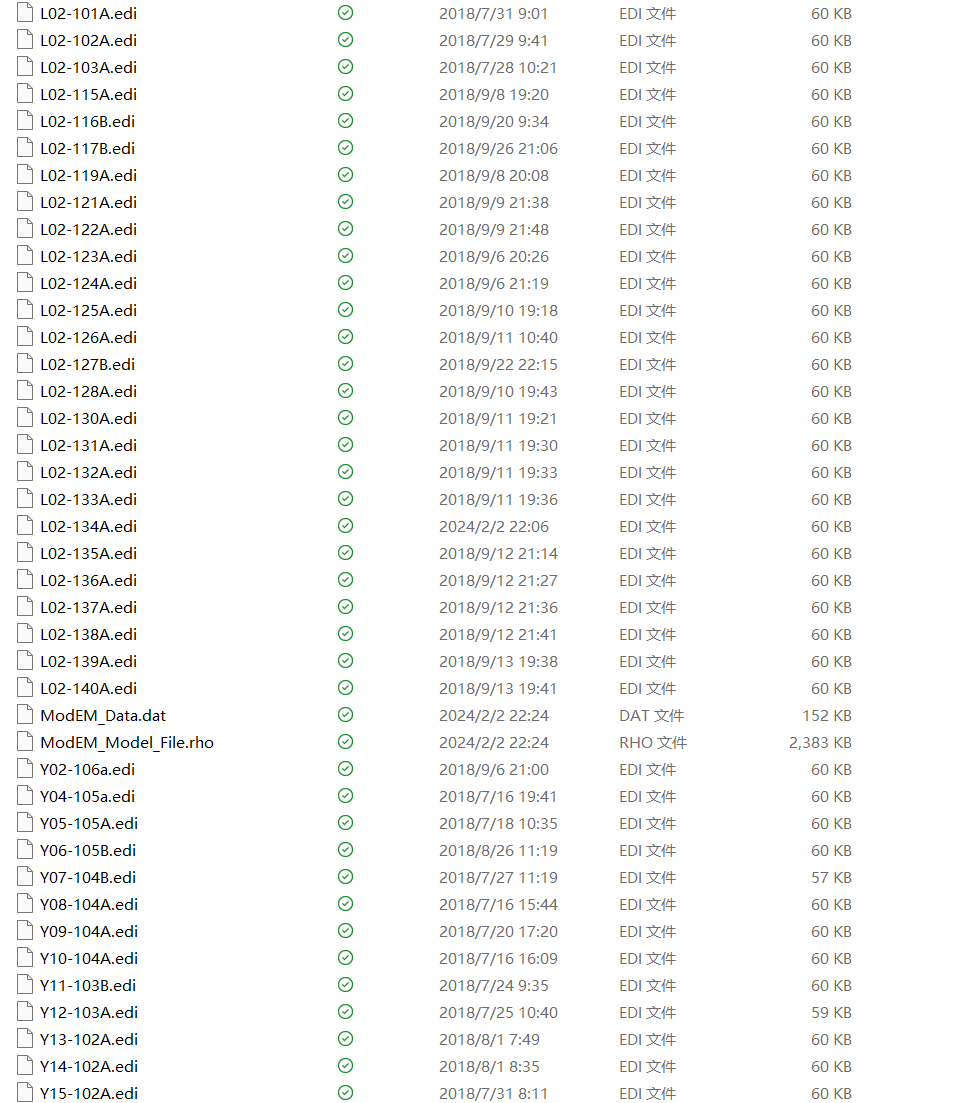 L02-101A.edi 2018/7/31 9:01 EDI 文件 60 KB
L02-102A.edi 2018/7/29 9:41 EDI 文件 60 KB
L02-103A.edi 2018/7/28 10:21 EDI 文件 60 KB
L02-115A.edi 2018/9/8 19:20 EDI 文件 60 KB
L02-116B.edi 2018/9/20 9:34 EDI 文件 60 KB
L02-117B.edi 2018/9/26 21:06 EDI 文件 60 KB
L02-119A.edi 2018/9/8 20:08 EDI 文件 60 KB
L02-121A.edi 2018/9/9 21:38 EDI 文件 60 KB
L02-122A.edi 2018/9/9 21:48 EDI 文件 60 KB
L02-123A.edi 2018/9/6 20:26 EDI 文件 60 KB
L02-124A.edi 2018/9/6 21:19 EDI 文件 60 KB
L02-125A.edi 2018/9/10 19:18 EDI 文件 60 KB
L02-126A.edi 2018/9/11 10:40 EDI 文件 60 KB
L02-127B.edi 2018/9/22 22:15 EDI 文件 60 KB
L02-128A.edi 2018/9/10 19:43 EDI 文件 60 KB
L02-130A.edi 2018/9/11 19:21 EDI 文件 60 KB
L02-131A.edi 2018/9/11 19:30 EDI 文件 60 KB
L02-132A.edi 2018/9/11 19:33 EDI 文件 60 KB
L02-133A.edi 2018/9/11 19:36 EDI 文件 60 KB
L02-134A.edi 2024/2/2 22:06 EDI 文件 60 KB
L02-135A.edi 2018/9/12 21:14 EDI 文件 60 KB
L02-136A.edi 2018/9/12 21:27 EDI 文件 60 KB
L02-137A.edi 2018/9/12 21:36 EDI 文件 60 KB
L02-138A.edi 2018/9/12 21:41 EDI 文件 60 KB
L02-139A.edi 2018/9/13 19:38 EDI 文件 60 KB
L02-140A.edi 2018/9/13 19:41 EDI 文件 60 KB
ModEM_Data.dat 2024/2/2 22:24 DAT 文件 152 KB
ModEM_Model_File.rho 2024/2/2 22:24 RHO 文件 2,383 KB
Y02-106a.edi 2018/9/6 21:00 EDI 文件 60 KB
Y04-105a.edi 2018/7/16 19:41 EDI 文件 60 KB
Y05-105A.edi 2018/7/18 10:35 EDI 文件 60 KB
Y06-105B.edi 2018/8/26 11:19 EDI 文件 60 KB
Y07-104B.edi 2018/7/27 11:19 EDI 文件 57 KB
Y08-104A.edi 2018/7/16 15:44 EDI 文件 60 KB
Y09-104A.edi 2018/7/20 17:20 EDI 文件 60 KB
Y10-104A.edi 2018/7/16 16:09 EDI 文件 60 KB
Y11-103B.edi 2018/7/24 9:35 EDI 文件 60 KB
Y12-103A.edi 2018/7/25 10:40 EDI 文件 59 KB
Y13-102A.edi 2018/8/1 7:49 EDI 文件 60 KB
Y14-102A.edi 2018/8/1 8:35 EDI 文件 60 KB
Y15-102A.edi 2018/7/31 8:11 EDI 文件 60 KB